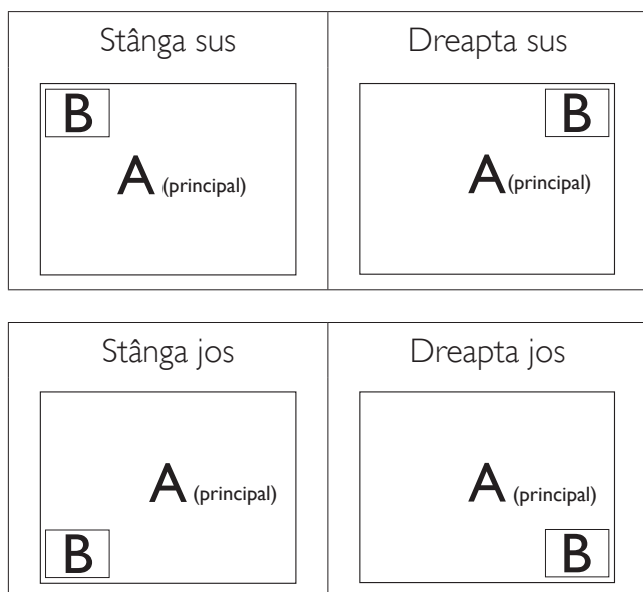 Stânga sus
Dreapta sus
B
B
A (principal)
A (principal)
Stânga jos
Dreapta jos
A (principal)
A (principal)
B
B